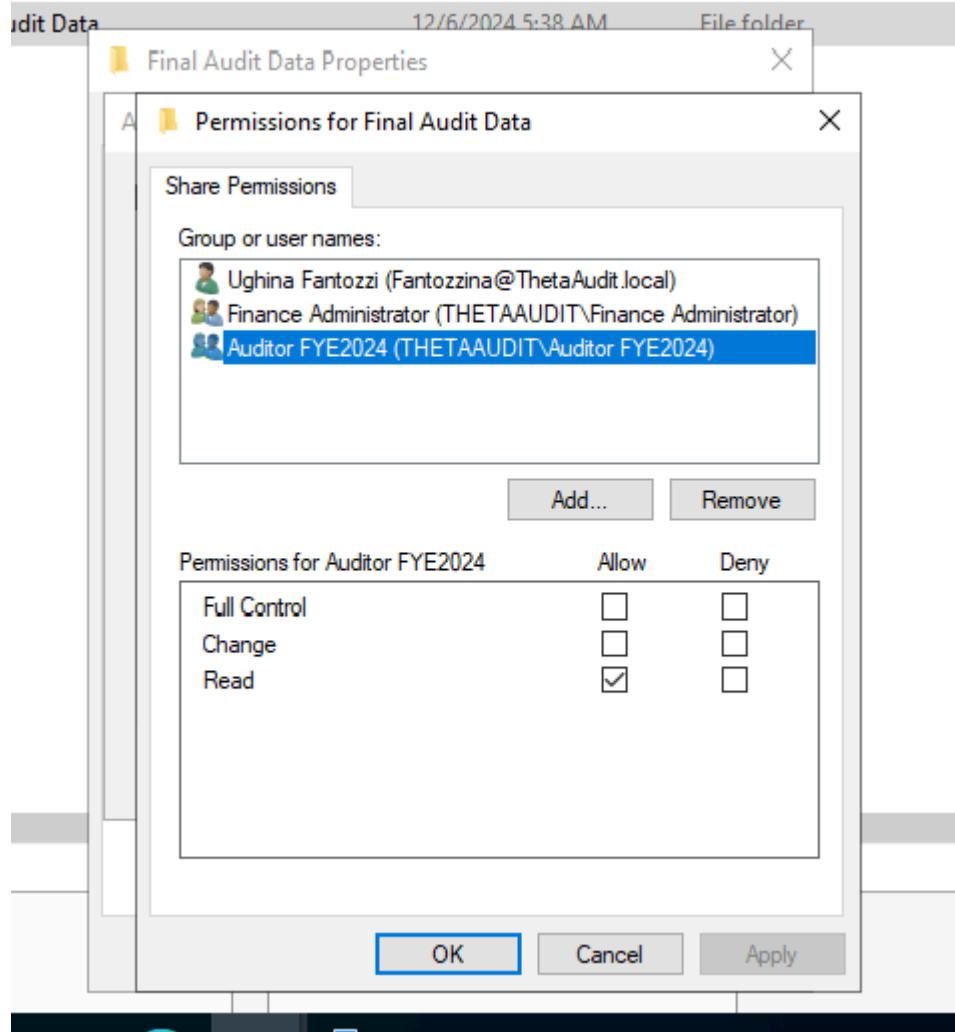 udit Data 12/6/2024 5:38 AM File folder
Final Audit Data Properties
A Permissions for Final Audit Data
Share Permissions
Group or user names:
Ughina Fantozzi (Fantozzina@ThetaAudit.local)
Finance Administrator (THETAAUDIT\Finance Administrator)
Auditor FYE2024 (THETAAUDIT\Auditor FYE2024)
Add... Remove
Permissions for Auditor FYE2024 Allow Deny
Full Control
Change
Read
OK Cancel Apply